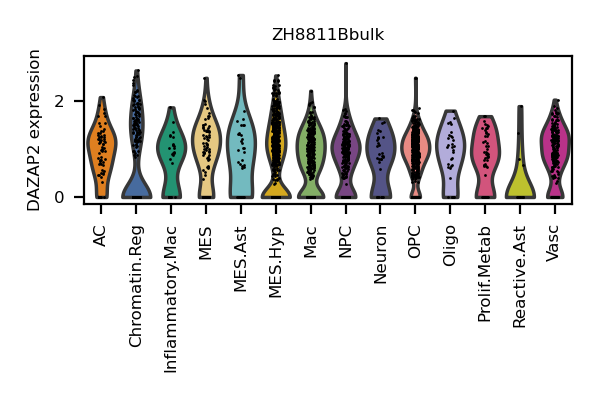 ZH8811Bbulk
DAZAP2 expression
2
0
AC
Chromatin.Reg
Inflammatory.Mac
MES
MES.Ast
MES.Hyp
Mac
NPC
Neuron
OPC
Oligo
Prolif.Metab
Reactive.Ast
Vasc